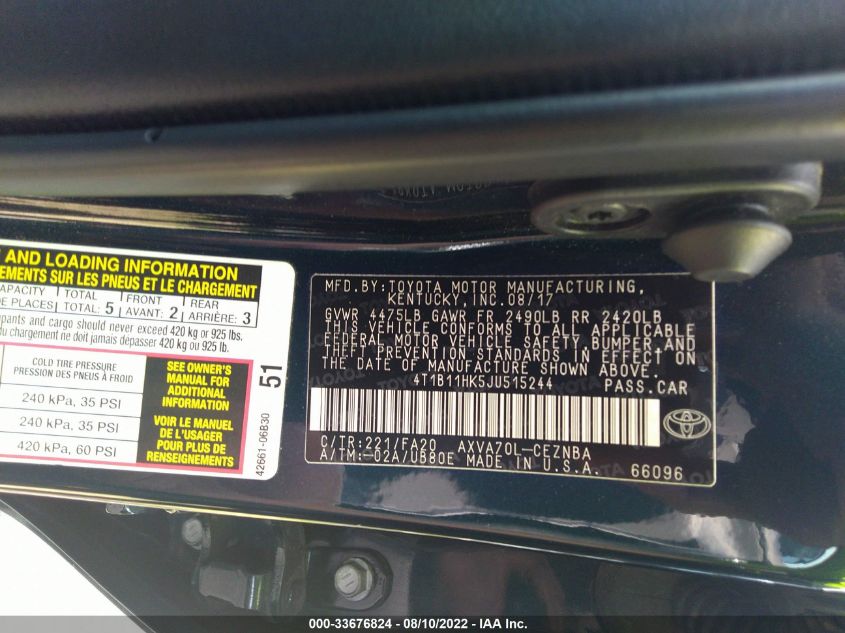 AND LOADING INFORMATION
EMENTS SUR LES PNEUS ET LE CHARGEMENT
CAPACITY TOTAL FRONT REAR
DE PLACES TOTAL: 5 AVANT: 2 ARRIÈRE: 3
pants and cargo should never exceed 420 kg or 925 lbs.
du chargement ne doit jamais dépasser 420 kg ou 925 lb.
COLD TIRE PRESSURE
PRESSION DES PNEUS À FROID
240 kPa, 35 PSI
240 kPa, 35 PSI
420 kPa, 60 PSI
SEE OWNER'S
MANUAL FOR
ADDITIONAL
INFORMATION
VOIR LE MANUEL
DE L'USAGER
POUR PLUS DE
RENSEIGNEMENTS
42661-06B30 51
MFD.BY:TOYOTA MOTOR MANUFACTURING,
KENTUCKY,INC.08/17
GVWR 4475LB GAWR FR 2490LB RR 2420LB
THIS VEHICLE CONFORMS TO ALL APPLICABLE
FEDERAL MOTOR VEHICLE SAFETY,BUMPER AND
THEFT PREVENTION STANDARDS IN EFFECT ON
THE DATE OF MANUFACTURE SHOWN ABOVE.
4T1B11HK5JU515244 PASS.CAR
C/TR:221/FA20 AXVA70L-CEZNBA
A/TM:-02A/UB80E MADE IN U.S.A. 66096
000-33676824 - 08/10/2022 - IAA Inc.